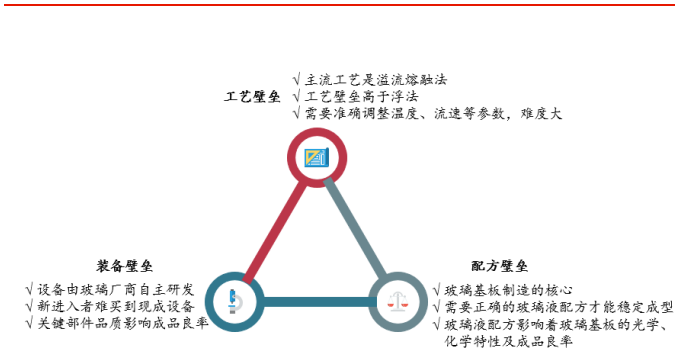 √主流工艺是溢流熔融法
工艺壁垒
√工艺壁垒高于浮法
√需要准确调整温度、流速等参数，难度大
装备壁垒
√设备由玻璃厂商自主研发
√新进入者难买到现成设备
√关键部件品质影响成品良率
配方壁垒
√玻璃基板制造的核心
√需要正确的玻璃液配方才能稳定成型
√玻璃液配方影响着玻璃基板的光学、
化学特性及成品良率